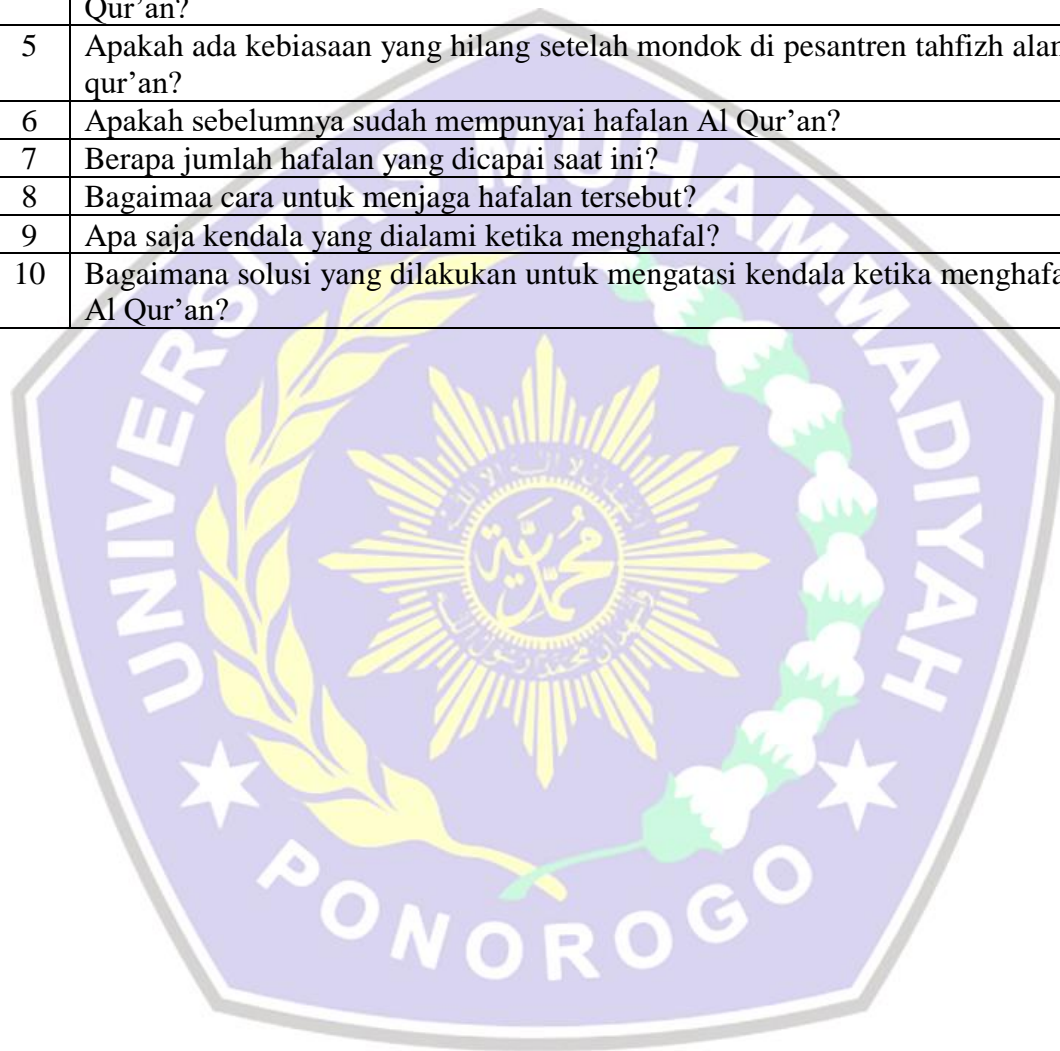 Qur’an?
5 Apakah ada kebiasaan yang hilang setelah mondok di pesantren tahfizh
qur’an?
6 Apakah sebelumnya sudah mempunyai hafalan Al Qur’an?
7 Berapa jumlah hafalan yang dicapai saat ini?
8 Bagaimaa cara untuk menjaga hafalan tersebut?
9 Apa saja kendala yang dialami ketika menghafal?
10 Bagaimana solusi yang dilakukan untuk mengatasi kendala ketika
Al Qur’an?
UNIVERSITAS MUHAMMADIYAH
محمدية
PONOROGO